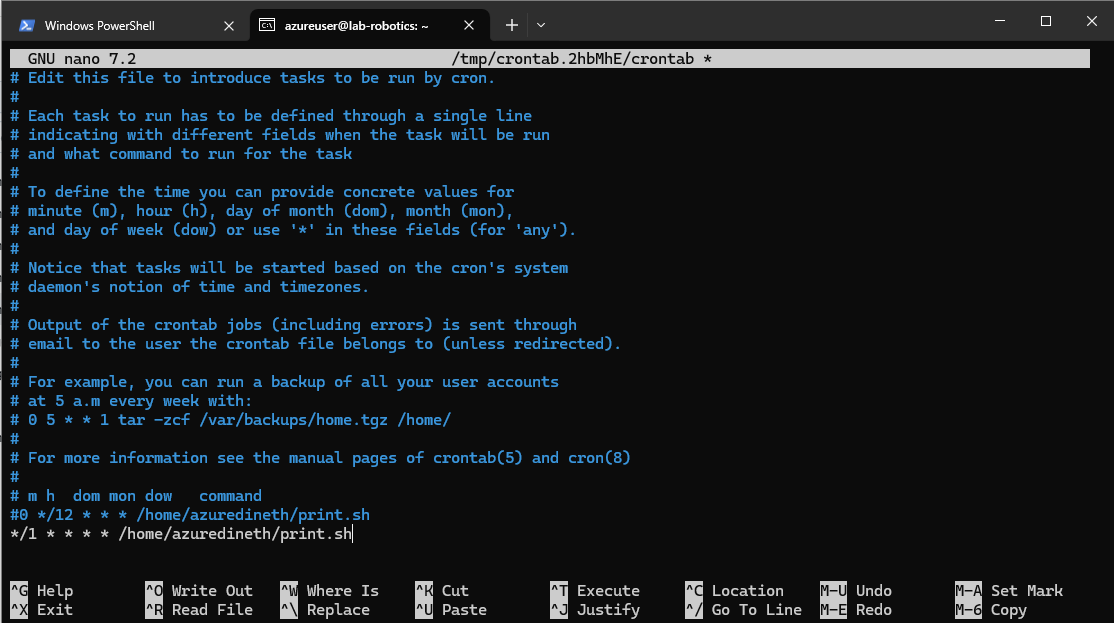 Windows PowerShell
azureuser@lab-robotics: ~
GNU nano 7.2 /tmp/crontab.2hbMhE/crontab *
# Edit this file to introduce tasks to be run by cron.
#
# Each task to run has to be defined through a single line
# indicating with different fields when the task will be run
# and what command to run for the task
#
# To define the time you can provide concrete values for
# minute (m), hour (h), day of month (dom), month (mon),
# and day of week (dow) or use '*' in these fields (for 'any').
#
# Notice that tasks will be started based on the cron's system
# daemon's notion of time and timezones.
#
# Output of the crontab jobs (including errors) is sent through
# email to the user the crontab file belongs to (unless redirected).
#
# For example, you can run a backup of all your user accounts
# at 5 a.m every week with:
# 0 5 * * 1 tar -zcf /var/backups/home.tgz /home/
#
# For more information see the manual pages of crontab(5) and cron(8)
#
# m h  dom mon dow   command
#0 */12 * * * /home/azuredineth/print.sh
*/1 * * * * /home/azuredineth/print.sh
^G Help ^O Write Out ^W Where Is ^K Cut ^T Execute ^C Location M-U Undo M-A Set Mark
^X Exit ^R Read File ^\ Replace ^U Paste ^J Justify ^/ Go To Line M-E Redo M-6 Copy